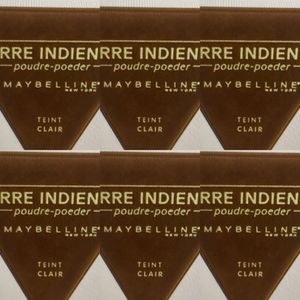 RRE INDIEN RRE INDIEN RRE INDIEN
poudre-poeder poudre-poeder poudre-poeder
MAYBELLINE MAYBELLINE MAYBELLINE
NEW YORK NEW YORK NEW YORK
TEINT TEINT TEINT
CLAIR CLAIR CLAIR
RRE INDIEN RRE INDIEN RRE INDIEN
poudre-poeder poudre-poeder poudre-poeder
MAYBELLINE MAYBELLINE MAYBELLINE
NEW YORK NEW YORK NEW YORK
TEINT TEINT TEINT
CLAIR CLAIR CLAIR